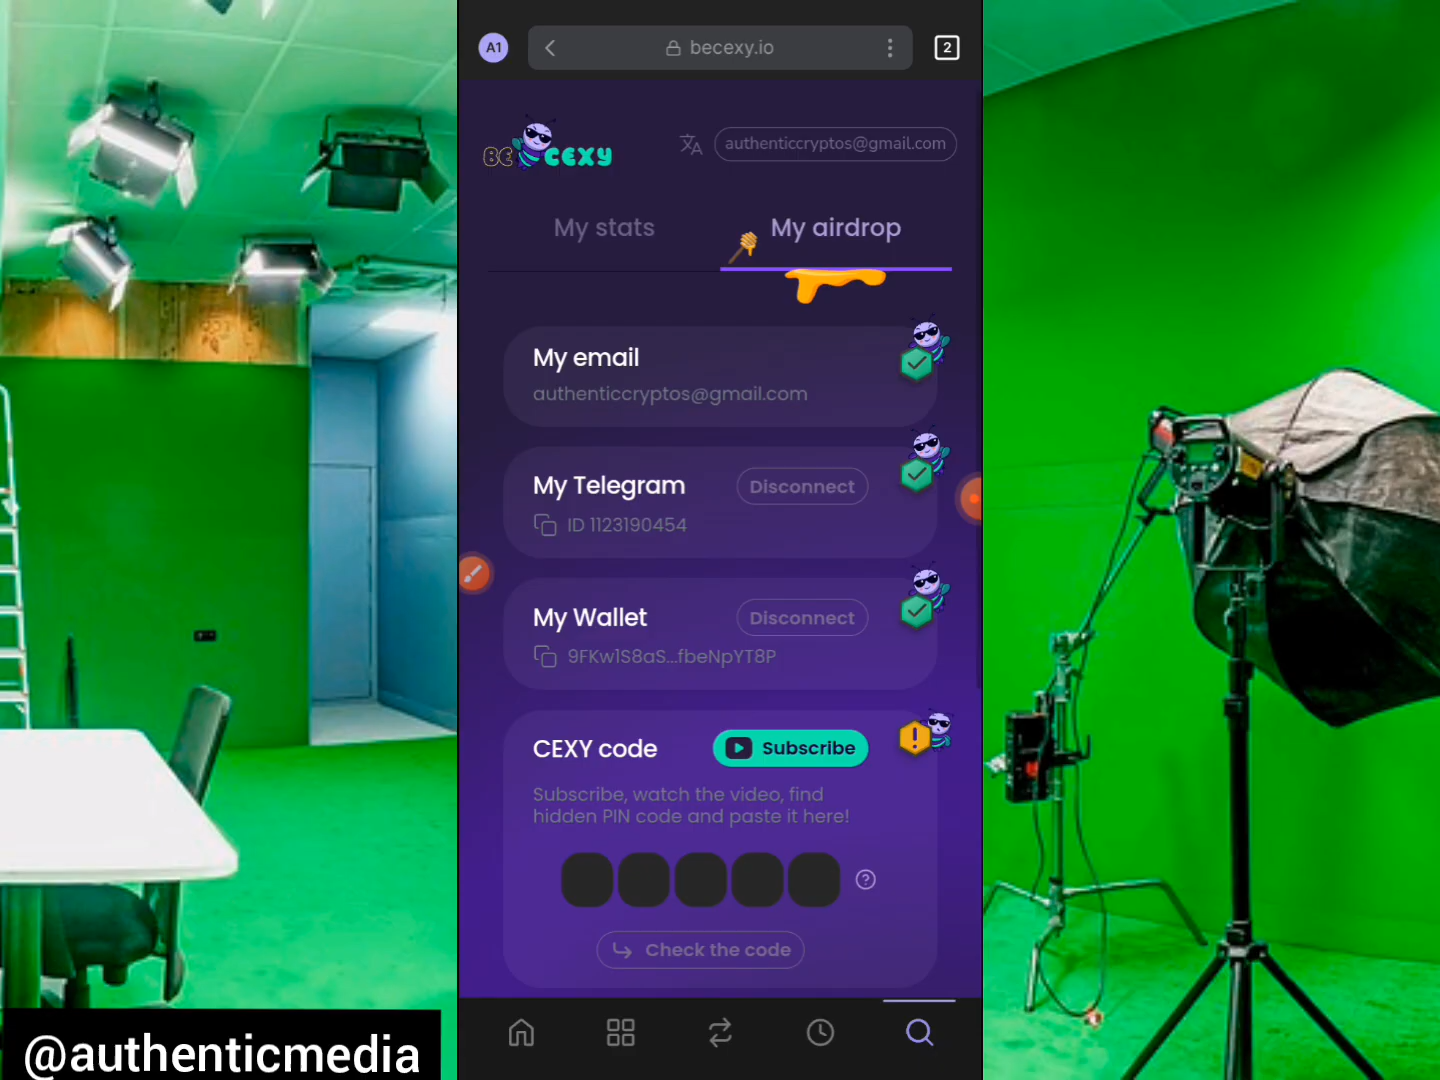 A1
becexy.io
2
BE CEXY
authenticcryptos@gmail.com
My stats
My airdrop
My email
authenticcryptos@gmail.com
My Telegram
Disconnect
ID 1123190454
My Wallet
Disconnect
9FKw1S8aS...fbeNpYT8P
CEXY code
Subscribe
Subscribe, watch the video, find
hidden PIN code and paste it here!
Check the code
@authenticmedia